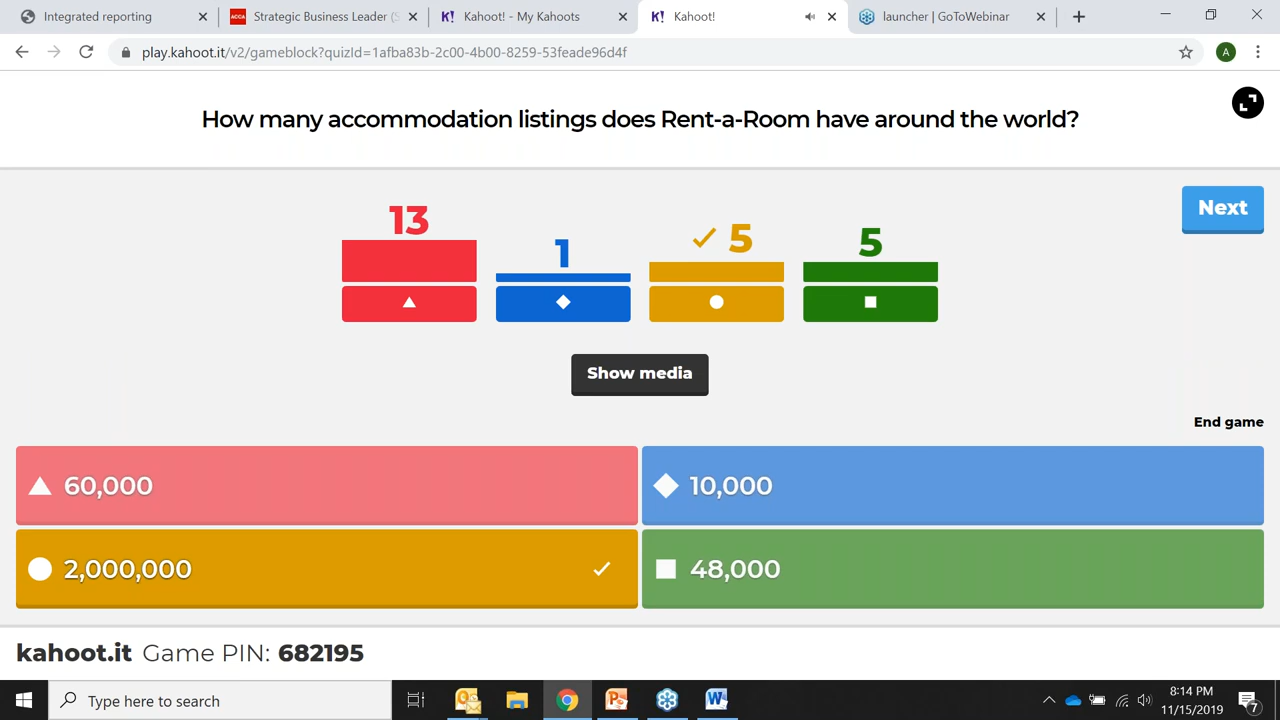 Integrated reporting
ACCA
Strategic Business Leader (S
K! Kahoot! - My Kahoots
K! Kahoot!
launcher | GoToWebinar
play.kahoot.it/v2/gameblock?quizId=1afba83b-2c00-4b00-8259-53feade96d4f
A
How many accommodation listings does Rent-a-Room have around the world?
Next
13
1
5
5
Show media
End game
60,000
10,000
2,000,000
48,000
kahoot.it Game PIN: 682195
Type here to search
8:14 PM
11/15/2019
7